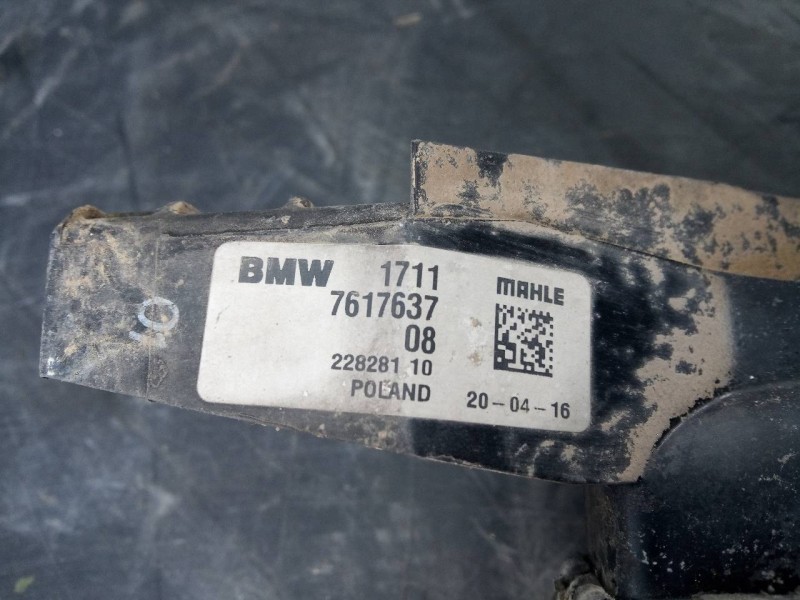 BMW 1711
7617637
08
228281 10
POLAND
MAHLE
20-04-16